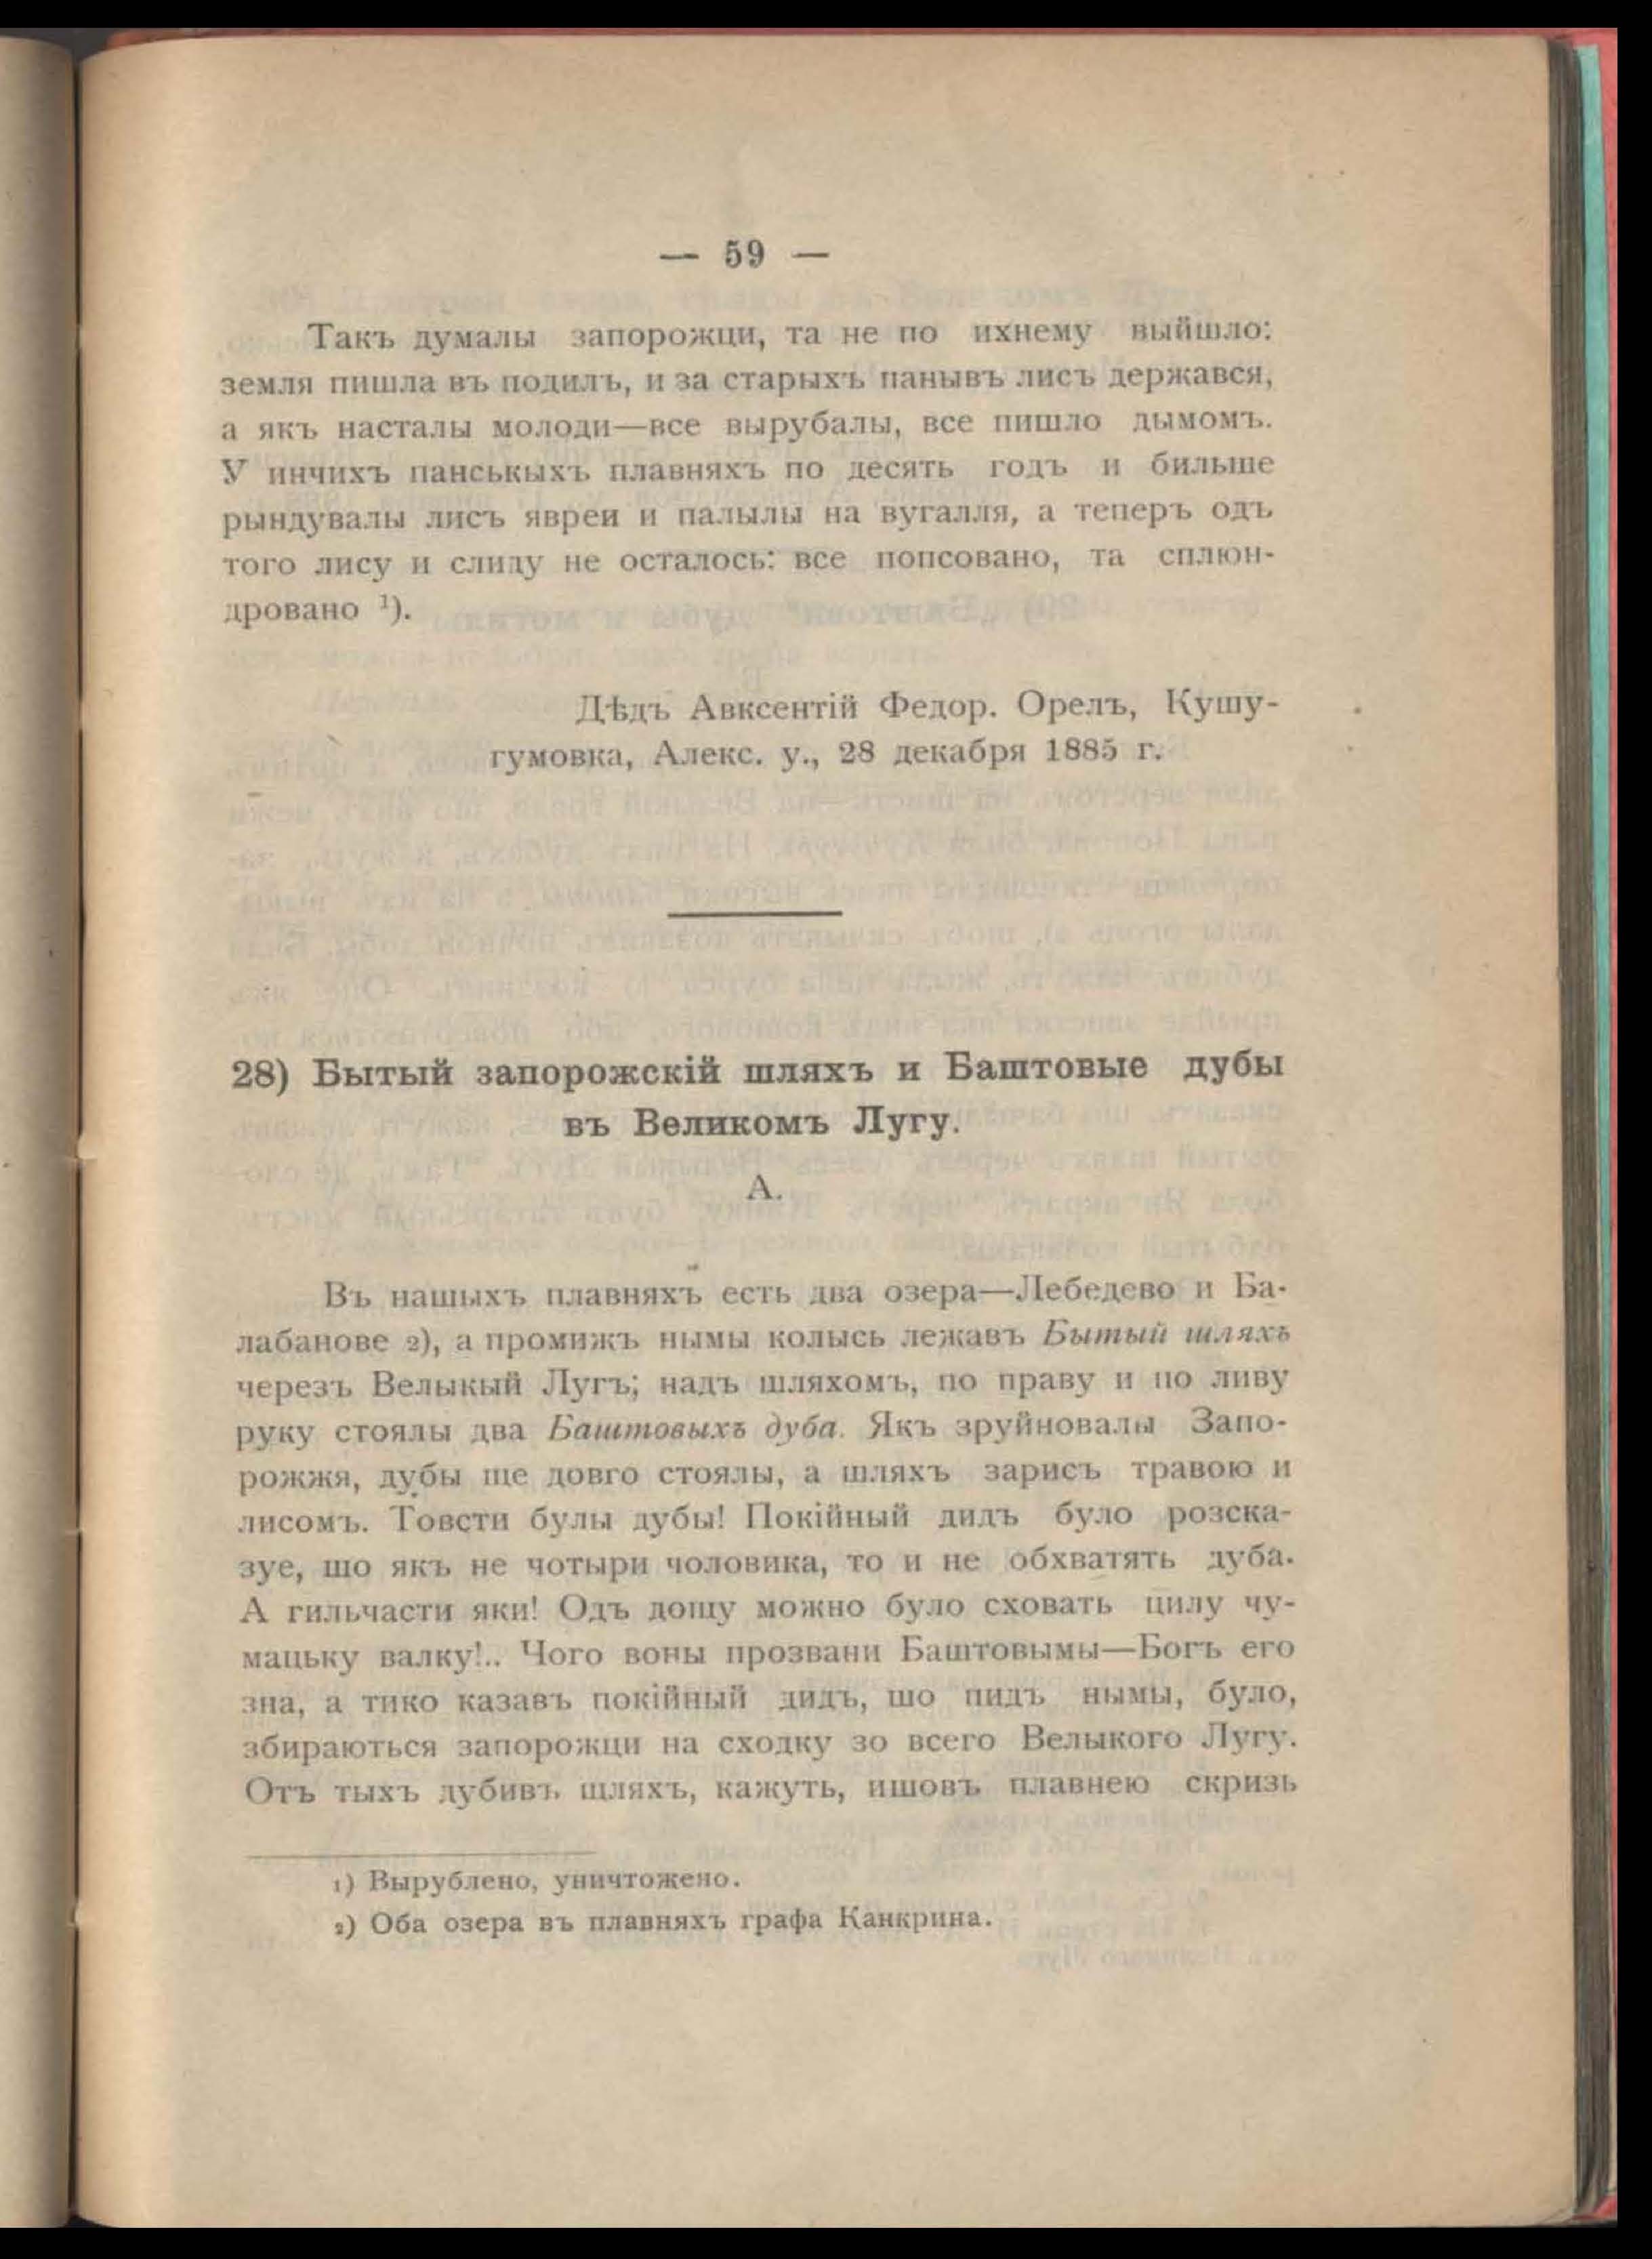 — 59 —
Такъ думалы запорожци, та не по ихнему выйшло:
земля пишла въ подилъ, и за старыхъ панывъ лисъ держався,
а якъ насталы молоди—все вырубалы, все пишло дымомъ.
У инчихъ панськыхъ плавняхъ по десять годъ и бильше
рындувалы лисъ явреи и палылы на вугалля, а теперъ одъ
того лису и слиду не осталось: все попсовано, та сплюн-
дровано ¹).
Дѣдъ Авксентій Федор. Орелъ, Кушу-
гумовка, Алекс. у., 28 декабря 1885 г.
28) Бытый запорожскій шляхъ и Баштовые дубы
въ Великомъ Лугу.
А.
Въ нашыхъ плавняхъ есть два озера—Лебедево и Ба-
лабанове 2), а промижъ нымы колысь лежавъ Бытый шляхъ
черезъ Велыкый Лугъ; надъ шляхомъ, по праву и по ливу
руку стоялы два Баштовыхъ дуба. Якъ зруйновалы Запо-
рожжя, дубы ще довго стоялы, а шляхъ зарисъ травою и
лисомъ. Товсти булы дубы! Покійный дидъ було розска-
зуе, шо якъ не чотыри чоловика, то и не обхватять дуба.
А гильчасти яки! Одъ дощу можно було сховать цилу чу-
мацьку валку!.. Чого воны прозвани Баштовымы—Богъ его
зна, а тико казавъ покійный дидъ, шо пидъ нымы, було,
збираються запорожци на сходку зо всего Велыкого Лугу.
Отъ тыхъ дубивъ щляхъ, кажуть, ишовъ плавнею скризь
1) Вырублено, уничтожено.
2) Оба озера въ плавняхъ графа Канкрина.